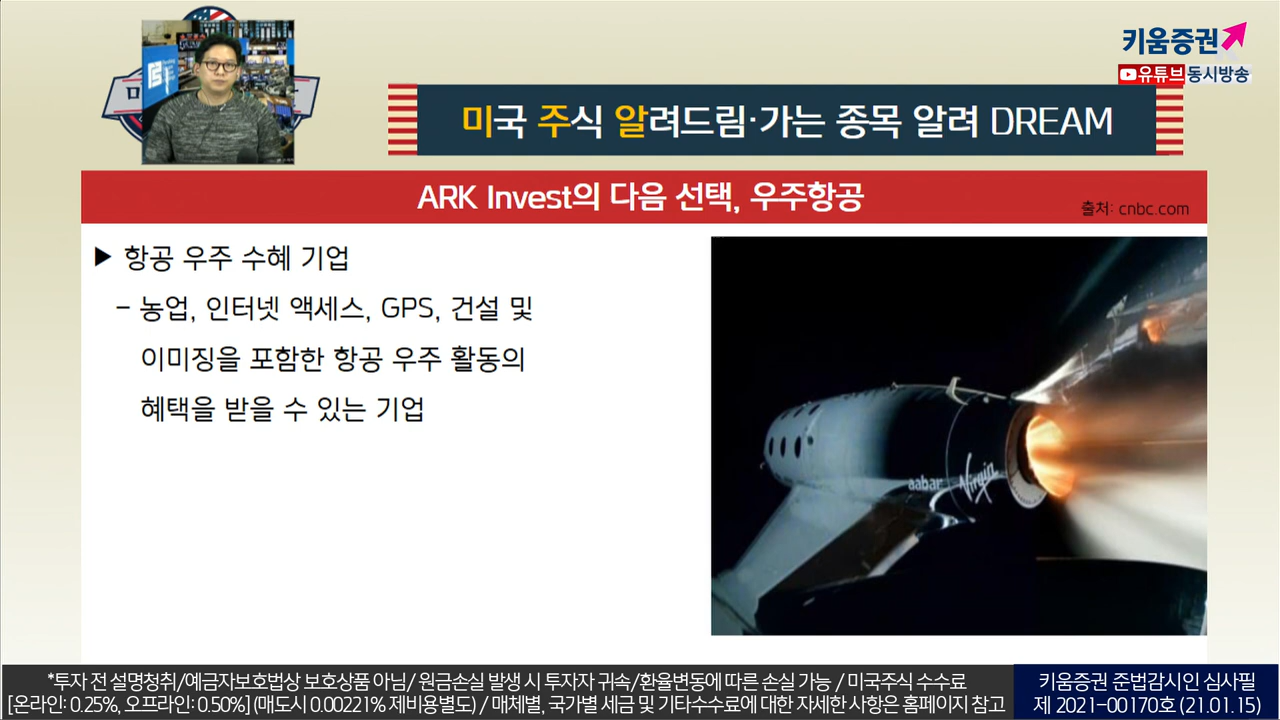 키움증권
유튜브 동시방송
미
미국 주식 알려드림·가는 종목 알려 DREAM
ARK Invest의 다음 선택, 우주항공
출처: cnbc.com
▶ 항공 우주 수혜 기업
- 농업, 인터넷 액세스, GPS, 건설 및
이미징을 포함한 항공 우주 활동의
혜택을 받을 수 있는 기업
aabar
Virgin
*투자 전 설명청취/예금자보호법상 보호상품 아님/ 원금손실 발생 시 투자자 귀속/환율변동에 따른 손실 가능 / 미국주식 수수료
[온라인: 0.25%, 오프라인: 0.50%] (매도시 0.00221% 제비용별도) / 매체별, 국가별 세금 및 기타수수료에 대한 자세한 사항은 홈페이지 참고
키움증권 준법감시인 심사필
제 2021-00170호 (21.01.15)